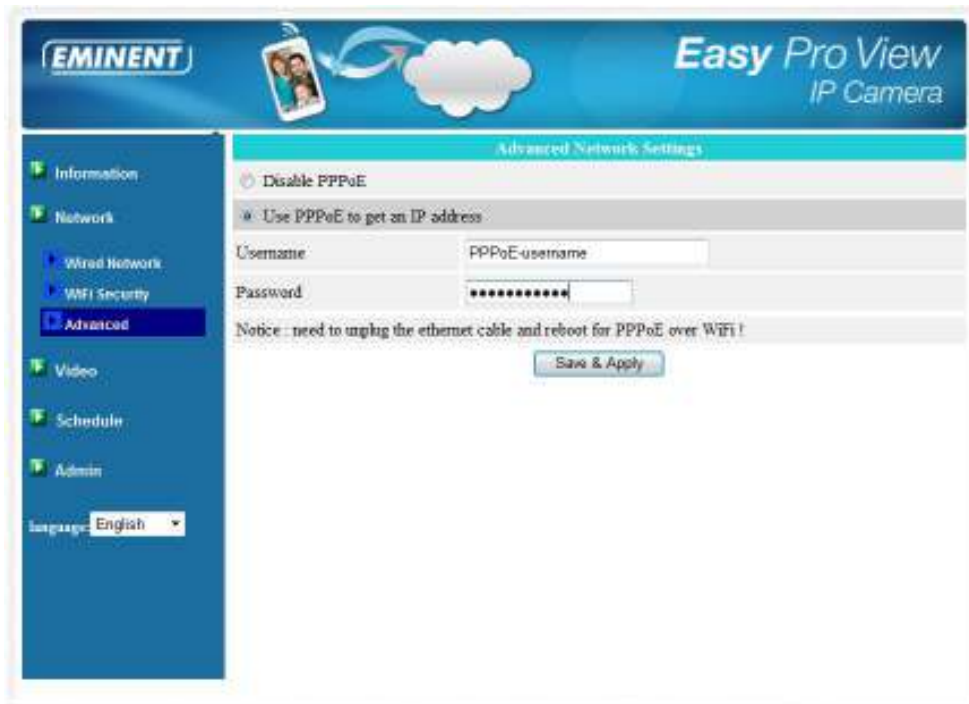 EMINENT
Easy Pro View
IP Camera
Information
Network
Wired Network
WiFi Security
Advanced
Video
Schedule
Admin
language: English
Advanced Network Settings
Disable PPPoE
Use PPPoE to get an IP address
Username PPPoE-username
Password •••••••••••
Notice : need to unplug the ethernet cable and reboot for PPPoE over WiFi !
Save & Apply